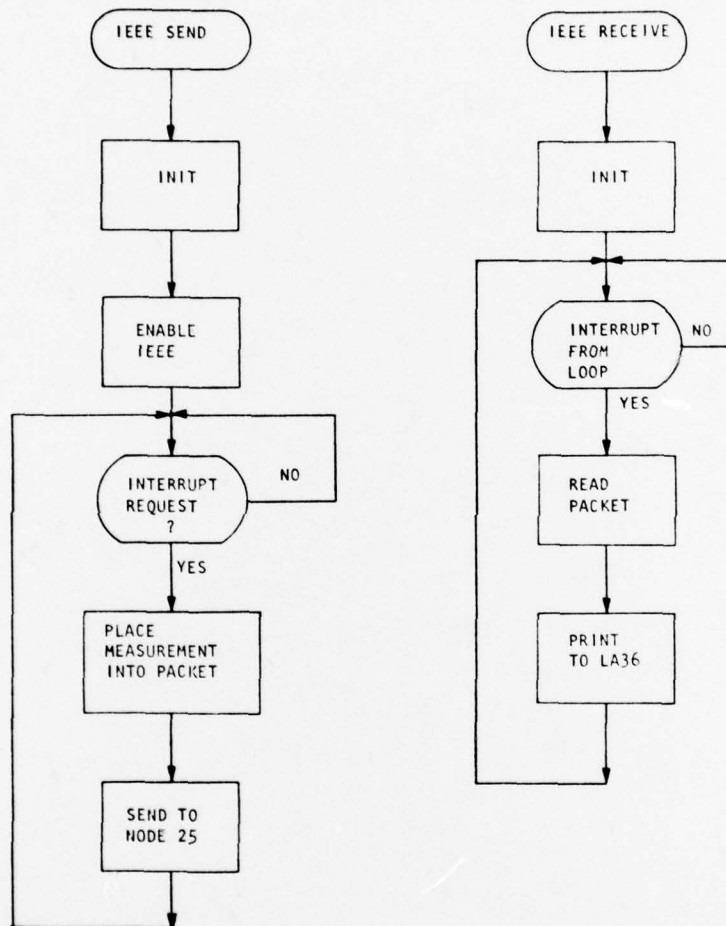 IEEE SEND
INIT
ENABLE
IEEE
INTERRUPT
REQUEST
?
NO
YES
PLACE
MEASUREMENT
INTO PACKET
SEND TO
NODE 25
IEEE RECEIVE
INIT
INTERRUPT
FROM
LOOP
NO
YES
READ
PACKET
PRINT
TO LA36